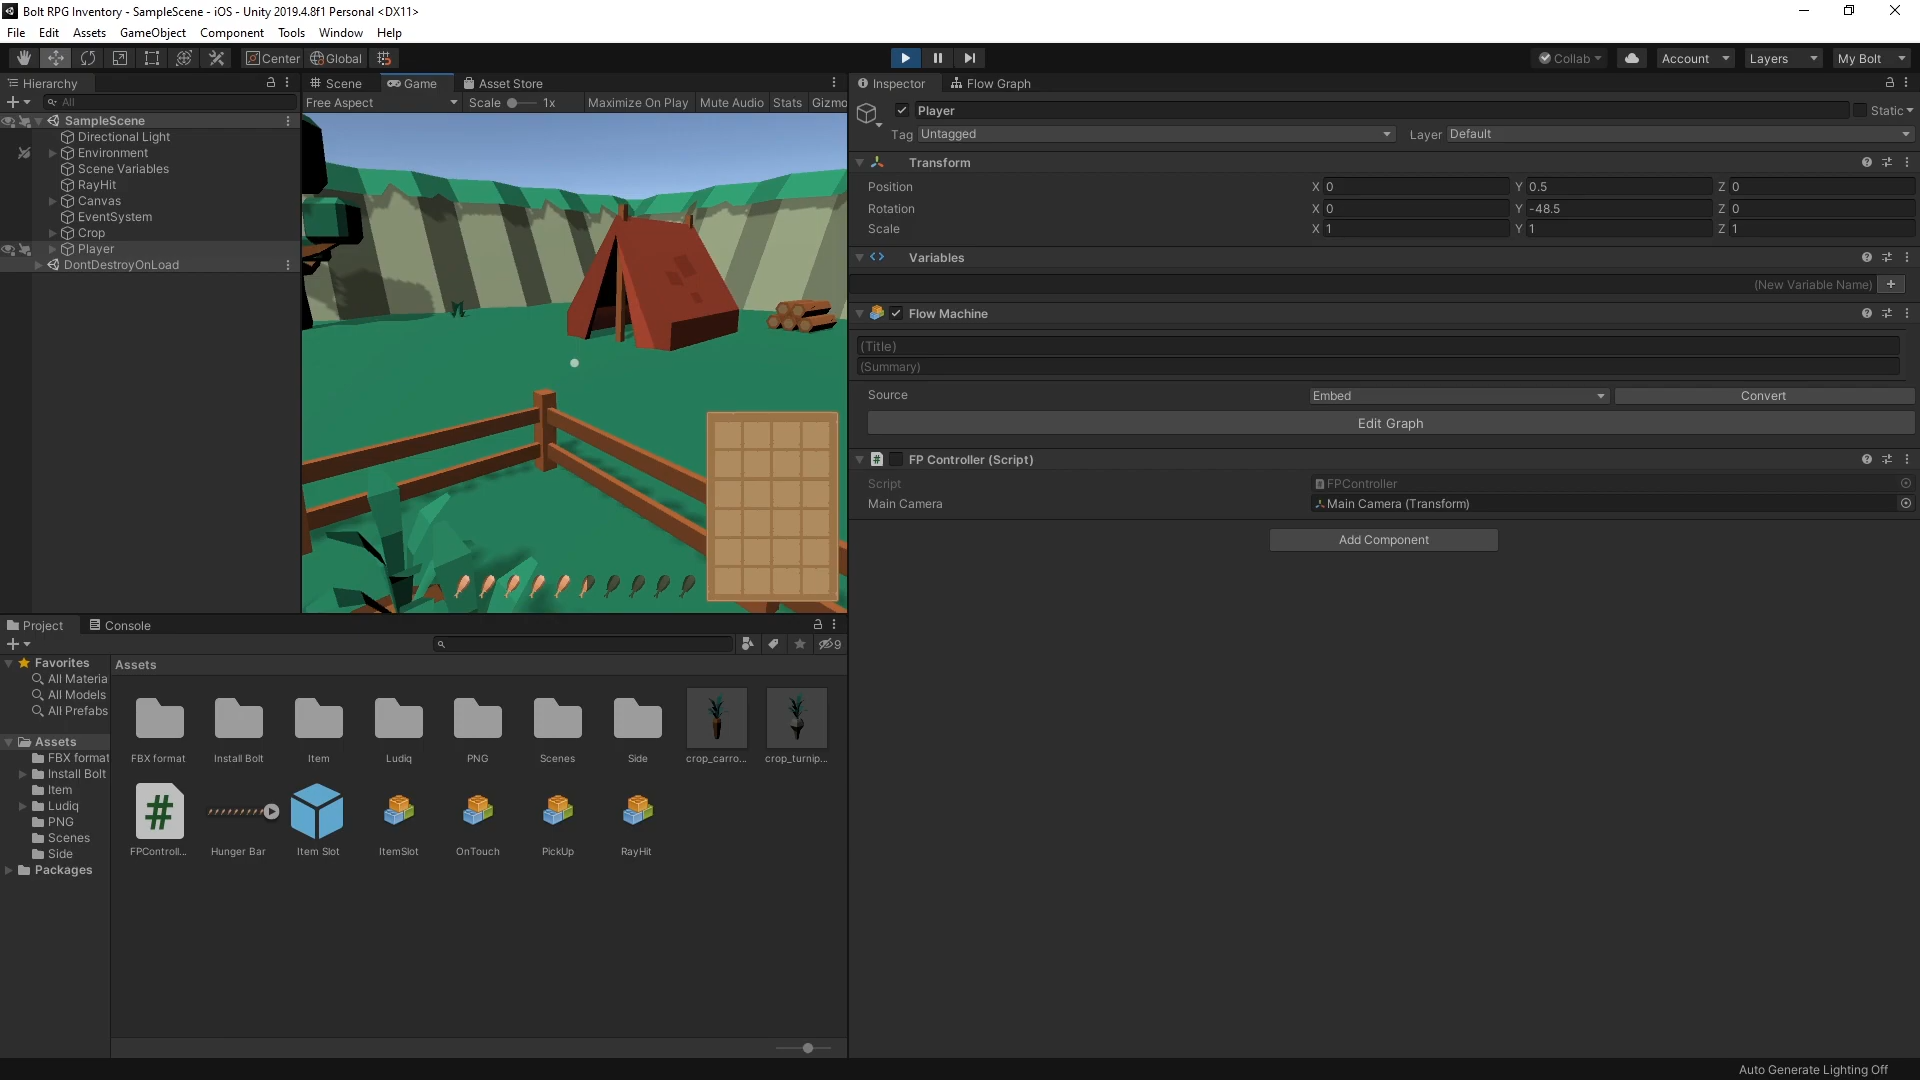 Bolt RPG Inventory - SampleScene - iOS - Unity 2019.4.8f1 Personal <DX11>
File Edit Assets GameObject Component Tools Window Help
Center Global Collab Account Layers My Bolt
Hierarchy
All
SampleScene
Directional Light
Environment
Scene Variables
RayHit
Canvas
EventSystem
Crop
Player
DontDestroyOnLoad
Scene Game Asset Store
Free Aspect Scale 1x Maximize On Play Mute Audio Stats Gizmo
Inspector Flow Graph
Player Static
Tag Untagged Layer Default
Transform
Position X 0 Y 0.5 Z 0
Rotation X 0 Y -48.5 Z 0
Scale X 1 Y 1 Z 1
Variables
(New Variable Name)
Flow Machine
(Title)
(Summary)
Source Embed Convert
Edit Graph
# FP Controller (Script)
Script FPController
Main Camera Main Camera (Transform)
Add Component
Project Console
9
Favorites
All Materia
All Models
All Prefabs
Assets
FBX format
Install Bolt
Item
Ludiq
PNG
Scenes
Side
Packages
Assets
FBX format Install Bolt Item Ludiq PNG Scenes Side crop_carro... crop_turnip...
#
FPControll... Hunger Bar Item Slot ItemSlot OnTouch PickUp RayHit
Auto Generate Lighting Off